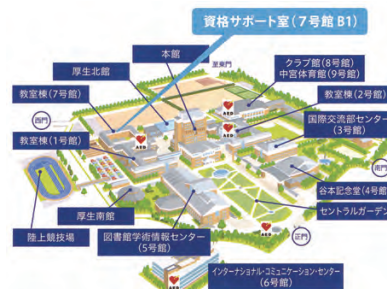 資格サポート室(7号館 B1)
本館
至東門
クラブ館(8号館)
中宮体育館(9号館)
厚生北館
教室棟(7号館)
教室棟(2号館)
西門
国際交流部センター
(3号館)
教室棟(1号館)
南門
谷本記念堂(4号館)
厚生南館
セントラルガーデン
陸上競技場
図書館学術情報センター
(5号館)
正門
インターナショナル・コミュニケーション・センター
(6号館)
AED
AED
AED
AED